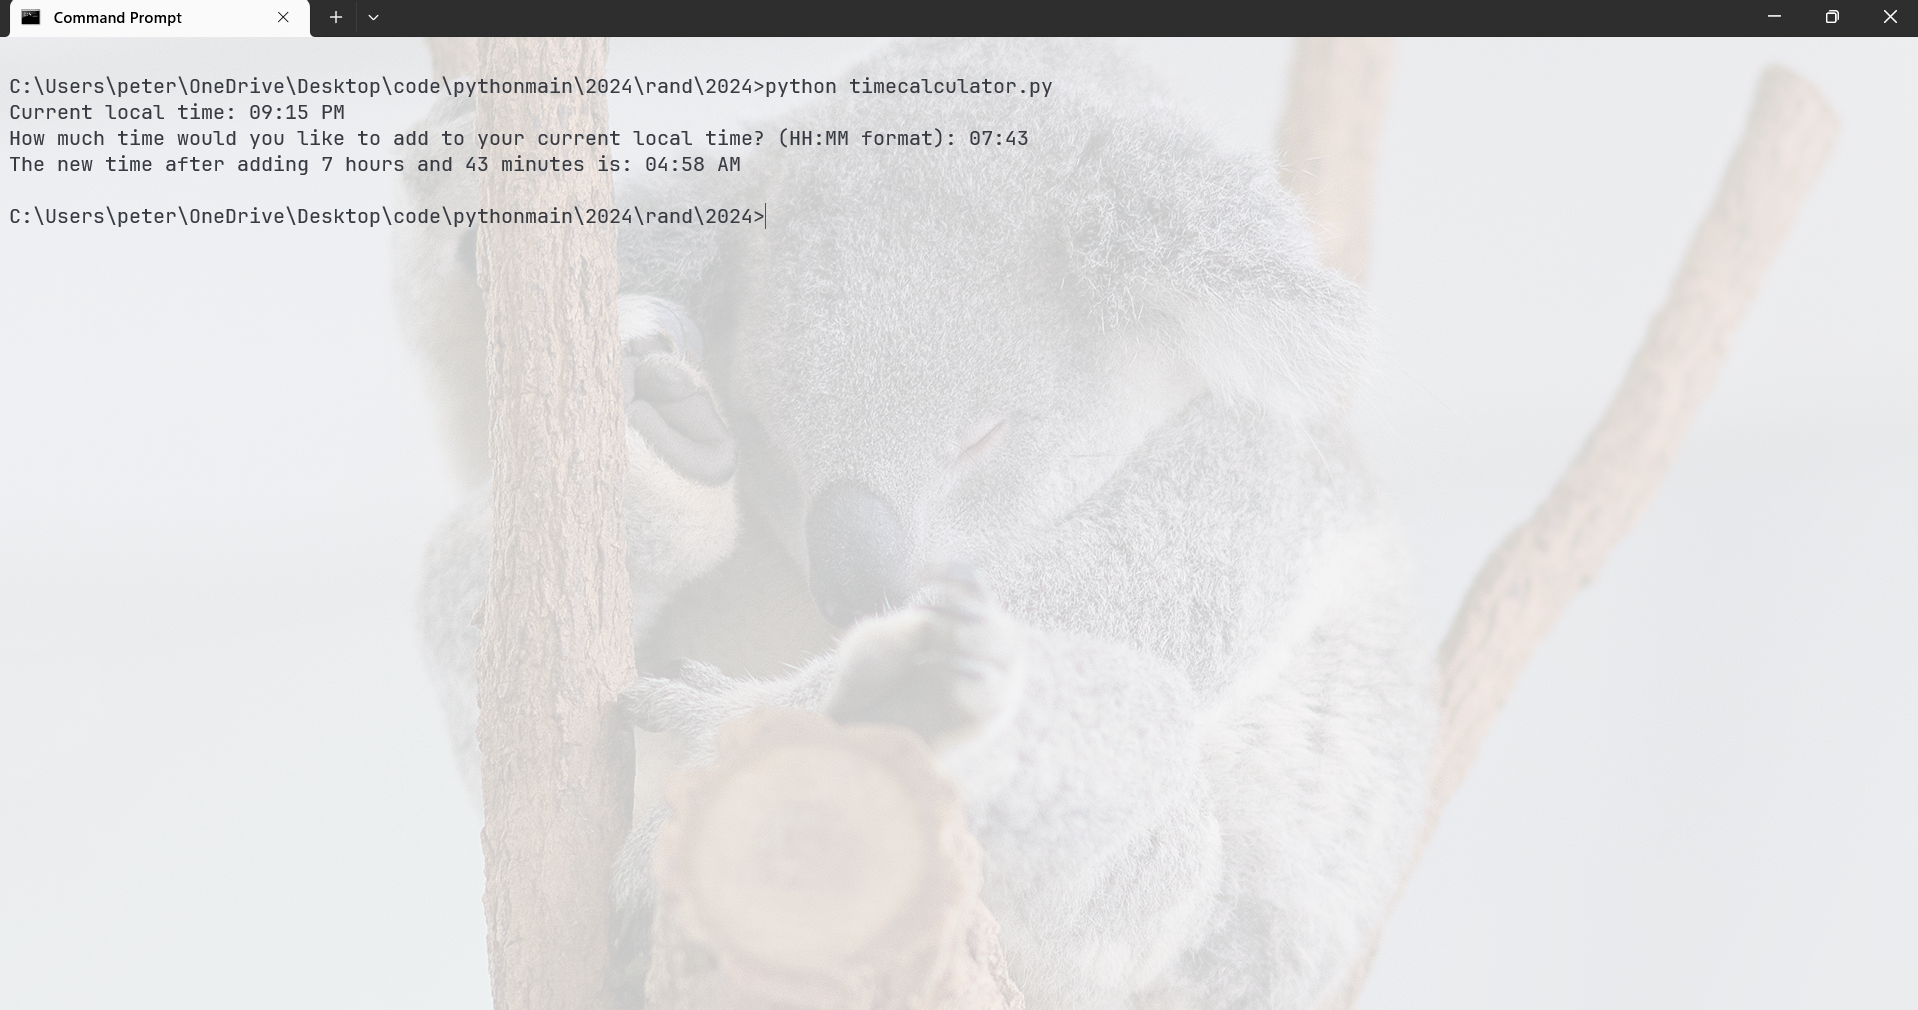 Command Prompt
C:\Users\peter\OneDrive\Desktop\code\pythonmain\2024\rand\2024>python timecalculator.py
Current local time: 09:15 PM
How much time would you like to add to your current local time? (HH:MM format): 07:43
The new time after adding 7 hours and 43 minutes is: 04:58 AM
C:\Users\peter\OneDrive\Desktop\code\pythonmain\2024\rand\2024>